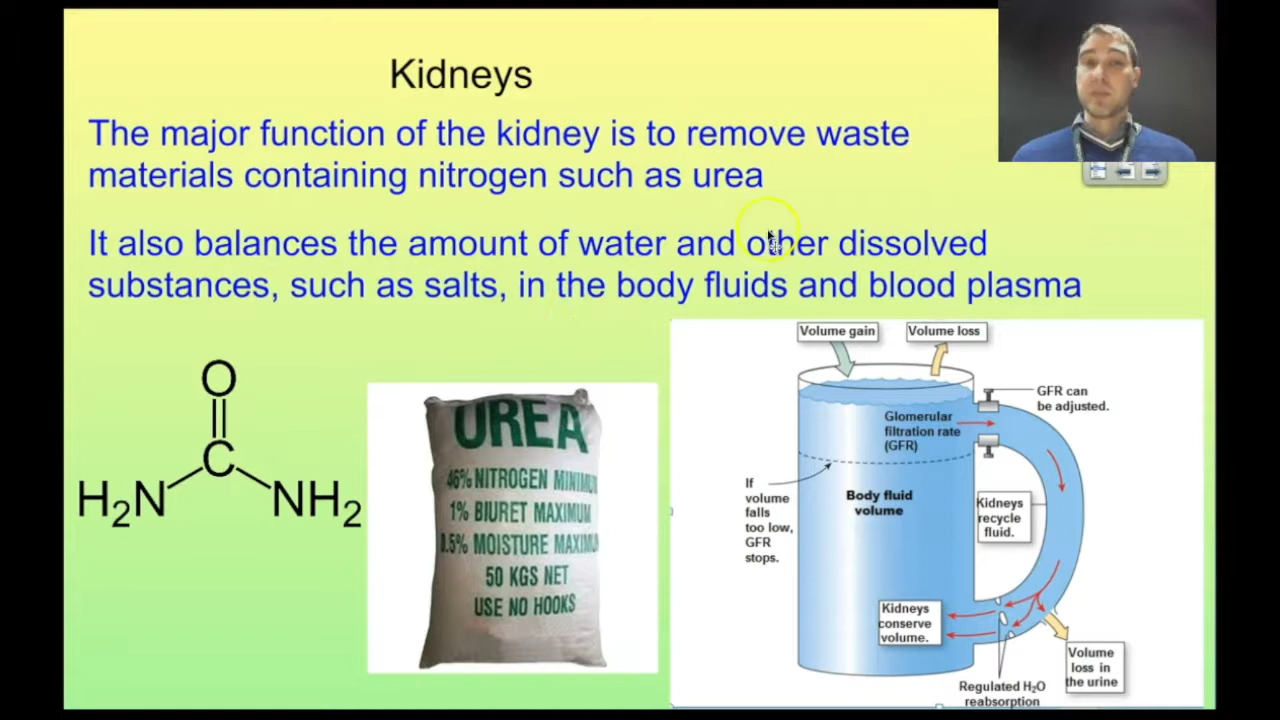 Kidneys
The major function of the kidney is to remove waste
materials containing nitrogen such as urea
It also balances the amount of water and other dissolved
substances, such as salts, in the body fluids and blood plasma
O
C
H₂N
NH₂
UREA
46% NITROGEN MINIMU
1% BIURET MAXIMUM
0.5% MOISTURE MAXIMUM
50 KGS NET
USE NO HOOKS
Volume gain
Volume loss
GFR can
be adjusted.
Glomerular
filtration rate
(GFR)
If
volume
falls
too low,
GFR
stops.
Body fluid
volume
Kidneys
recycle
fluid.
Kidneys
conserve
volume.
Volume
loss in
the urine
Regulated H₂O
reabsorption